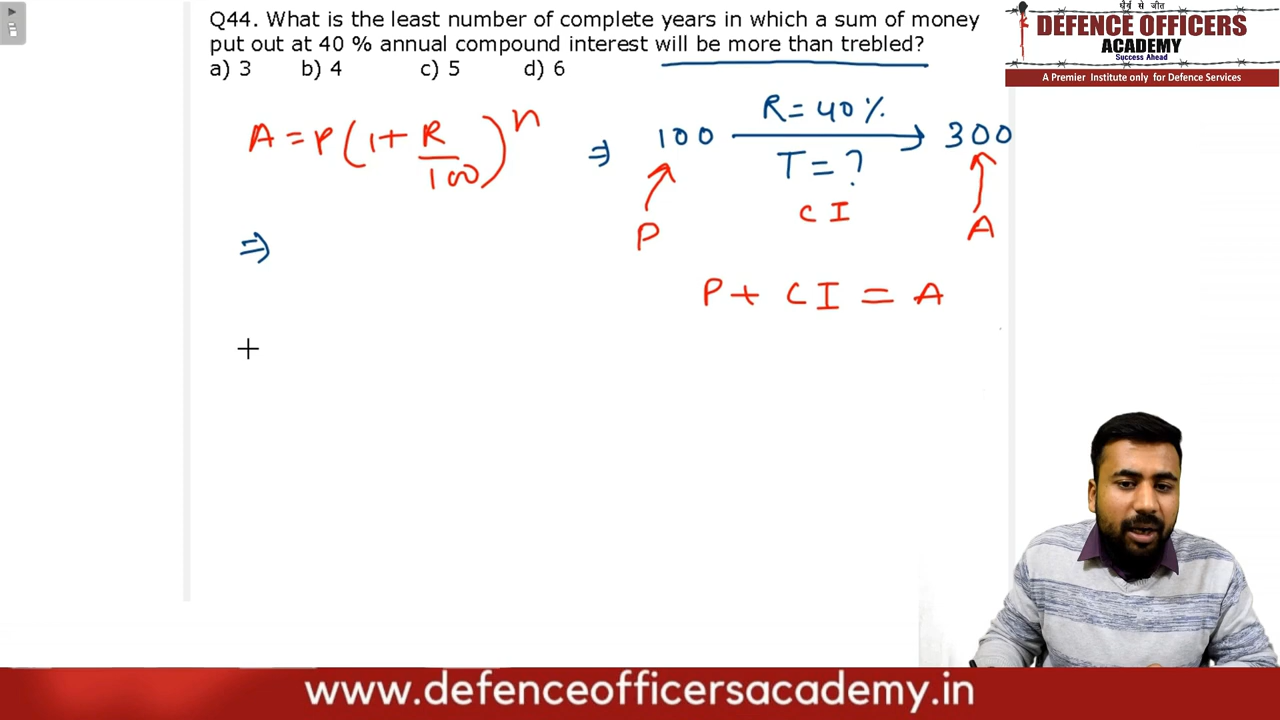 Q44. What is the least number of complete years in which a sum of money
put out at 40 % annual compound interest will be more than trebled?
a) 3 b) 4 c) 5 d) 6
शौर्य से जीत
DEFENCE OFFICERS
ACADEMY
Success Ahead
A Premier Institute only for Defence Services
A = P(1 + R/100)^n
⇒ 100 R = 40% 300
T = ?
CI
P A
⇒
P + CI = A
www.defenceofficersacademy.in